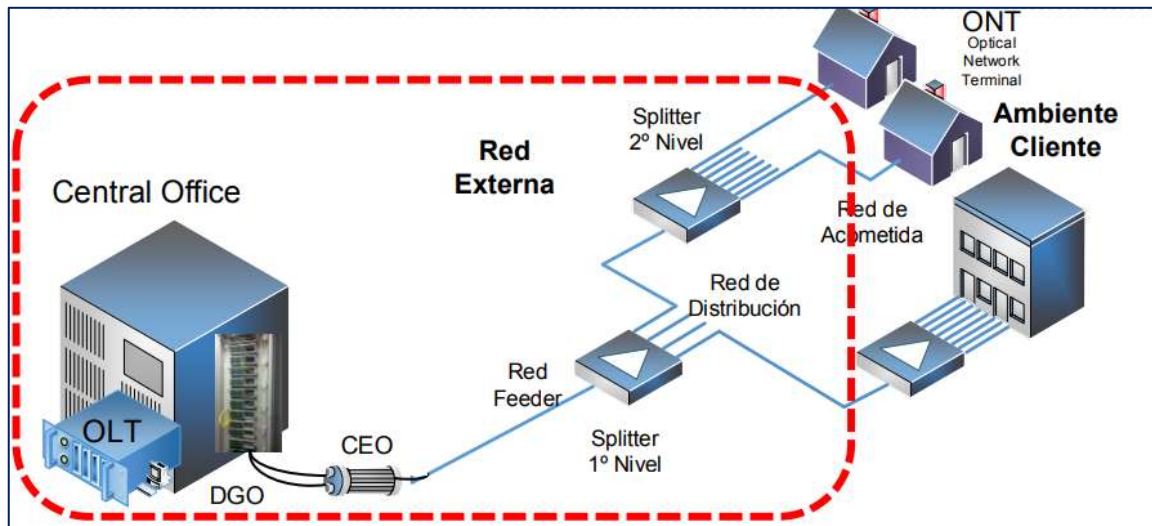 ONT
Optical
Network
Terminal
Ambiente
Cliente
Splitter
2º Nivel
Red
Externa
Central Office
Red de
Acometida
Red de
Distribución
Red
Feeder
OLT
CEO
Splitter
1º Nivel
DGO